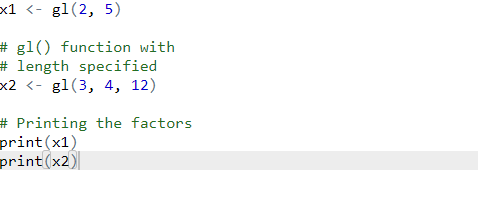 x1 <- gl(2, 5)
# gl() function with
# length specified
x2 <- gl(3, 4, 12)
# Printing the factors
print(x1)
print(x2)